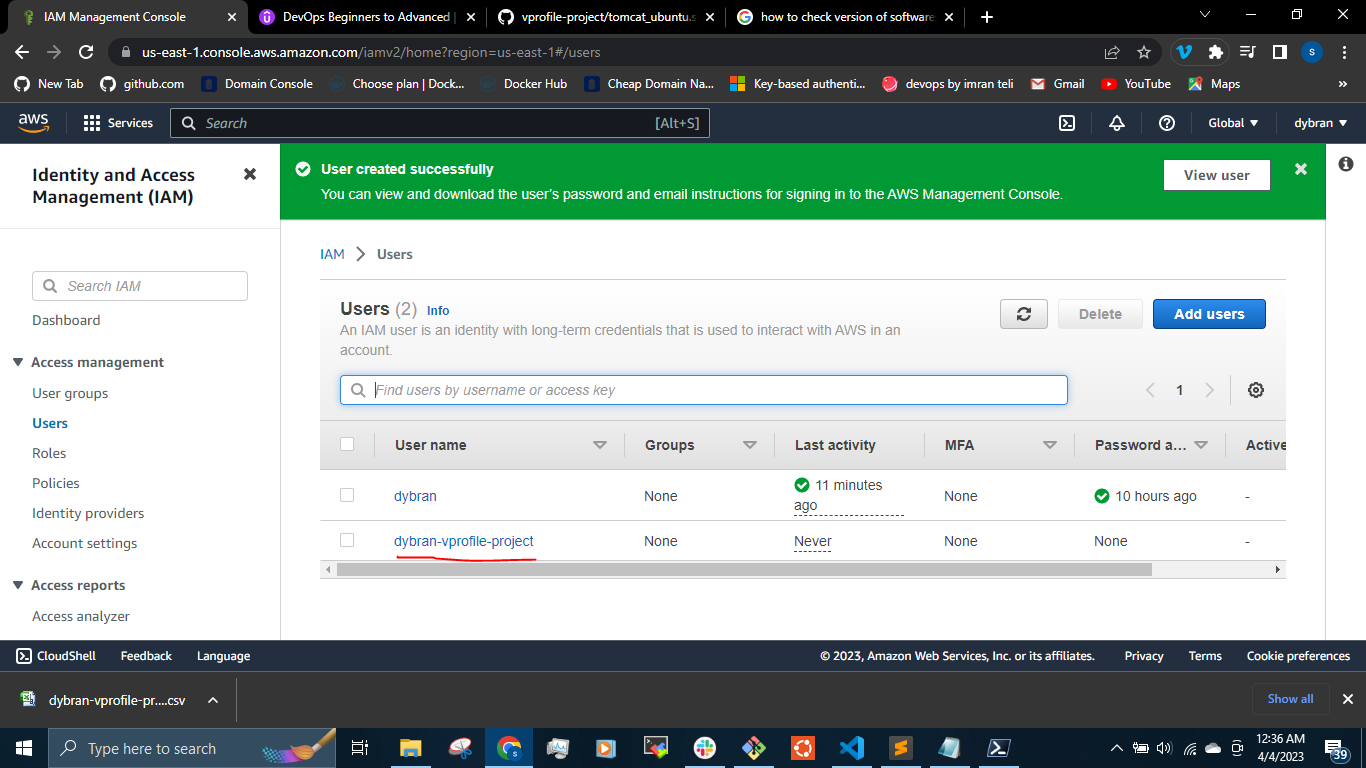 IAM Management Console
DevOps Beginners to Advanced |
vprofile-project/tomcat_ubuntu.s
how to check version of software
us-east-1.console.aws.amazon.com/iamv2/home?region=us-east-1#/users
S
New Tab
github.com
Domain Console
Choose plan | Dock...
Docker Hub
Cheap Domain Na...
Key-based authenti...
devops by imran teli
Gmail
YouTube
Maps
»
aws
Services
Search
[Alt+S]
Global
dybran
Identity and Access
Management (IAM)
Search IAM
Dashboard
Access management
User groups
Users
Roles
Policies
Identity providers
Account settings
Access reports
Access analyzer
User created successfully
You can view and download the user's password and email instructions for signing in to the AWS Management Console.
View user
IAM
Users
Users (2) Info
An IAM user is an identity with long-term credentials that is used to interact with AWS in an
account.
Delete
Add users
Find users by username or access key
1
User name
Groups
Last activity
MFA
Password a...
Active
dybran
None
11 minutes
ago
None
10 hours ago
-
dybran-vprofile-project
None
Never
None
None
-
CloudShell
Feedback
Language
© 2023, Amazon Web Services, Inc. or its affiliates.
Privacy
Terms
Cookie preferences
dybran-vprofile-pr....csv
Show all
Type here to search
12:36 AM
4/4/2023
39